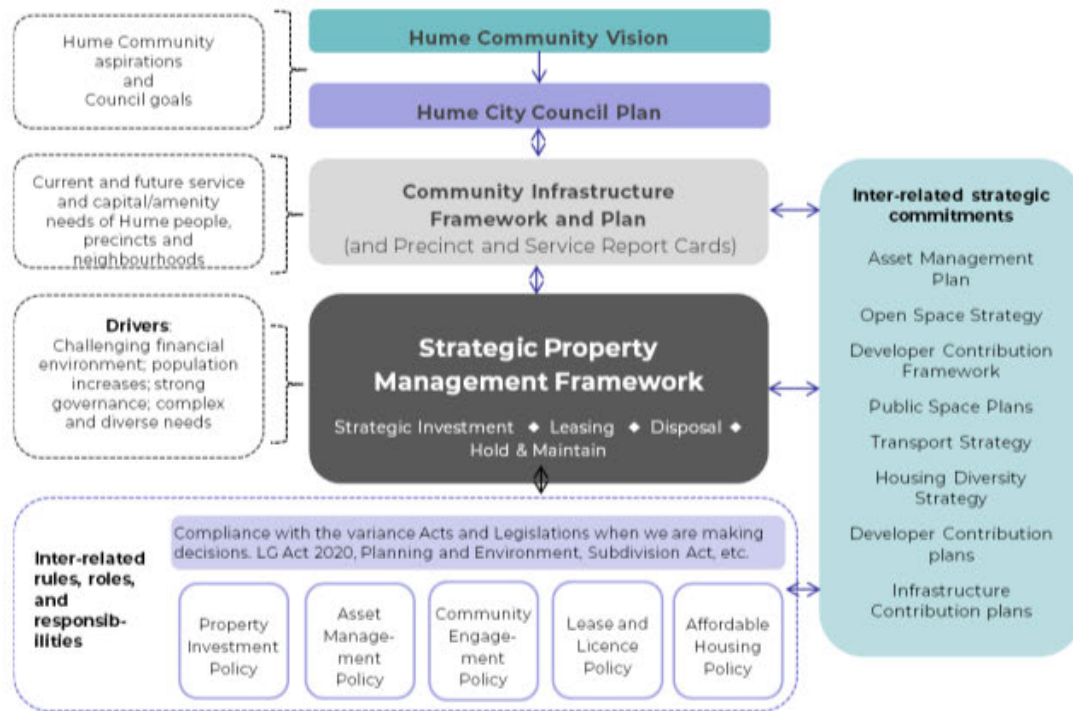 Hume Community
aspirations
and
Council goals
Hume Community Vision
Hume City Council Plan
Current and future service
and capital/amenity
needs of Hume people,
precincts and
neighbourhoods
Community Infrastructure
Framework and Plan
(and Precinct and Service Report Cards)
Drivers:
Challenging financial
environment; population
increases; strong
governance; complex
and diverse needs
Strategic Property
Management Framework
Strategic Investment ◆ Leasing ◆ Disposal ◆
Hold & Maintain
Inter-related strategic
commitments
Asset Management
Plan
Open Space Strategy
Developer Contribution
Framework
Public Space Plans
Transport Strategy
Housing Diversity
Strategy
Developer Contribution
plans
Infrastructure
Contribution plans
Inter-related
rules, roles,
and
responsib-
ilities
Compliance with the variance Acts and Legislations when we are making
decisions. LG Act 2020, Planning and Environment, Subdivision Act, etc.
Property
Investment
Policy
Asset
Manage-
ment
Policy
Community
Engage-
ment
Policy
Lease and
Licence
Policy
Affordable
Housing
Policy